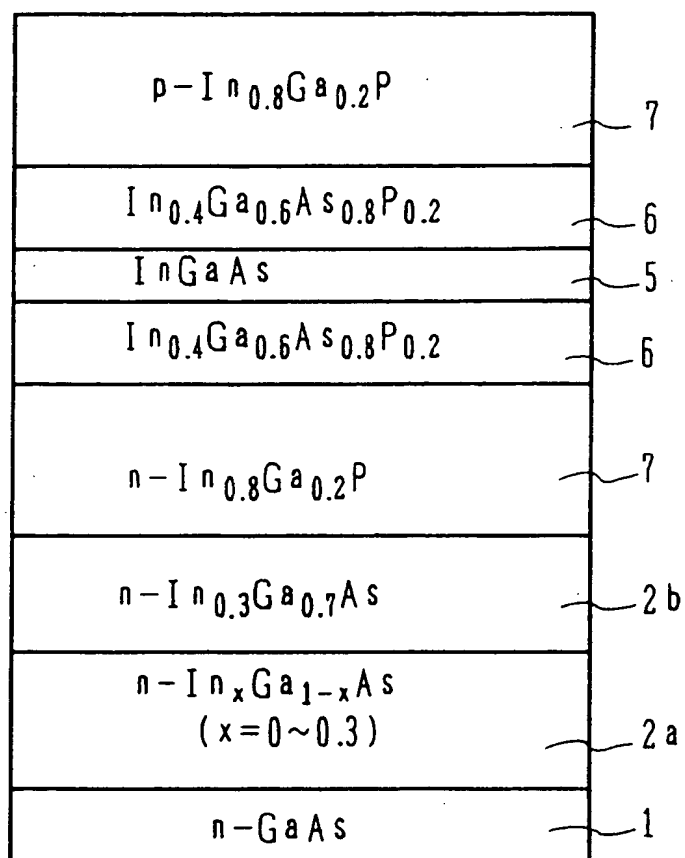 p-In0.8Ga0.2P
7
In0.4Ga0.6As0.8P0.2
6
InGaAs
5
In0.4Ga0.6As0.8P0.2
6
n-In0.8Ga0.2P
7
n-In0.3Ga0.7As
2b
n-InxGa1-xAs
(x=0~0.3)
2a
n-GaAs
1